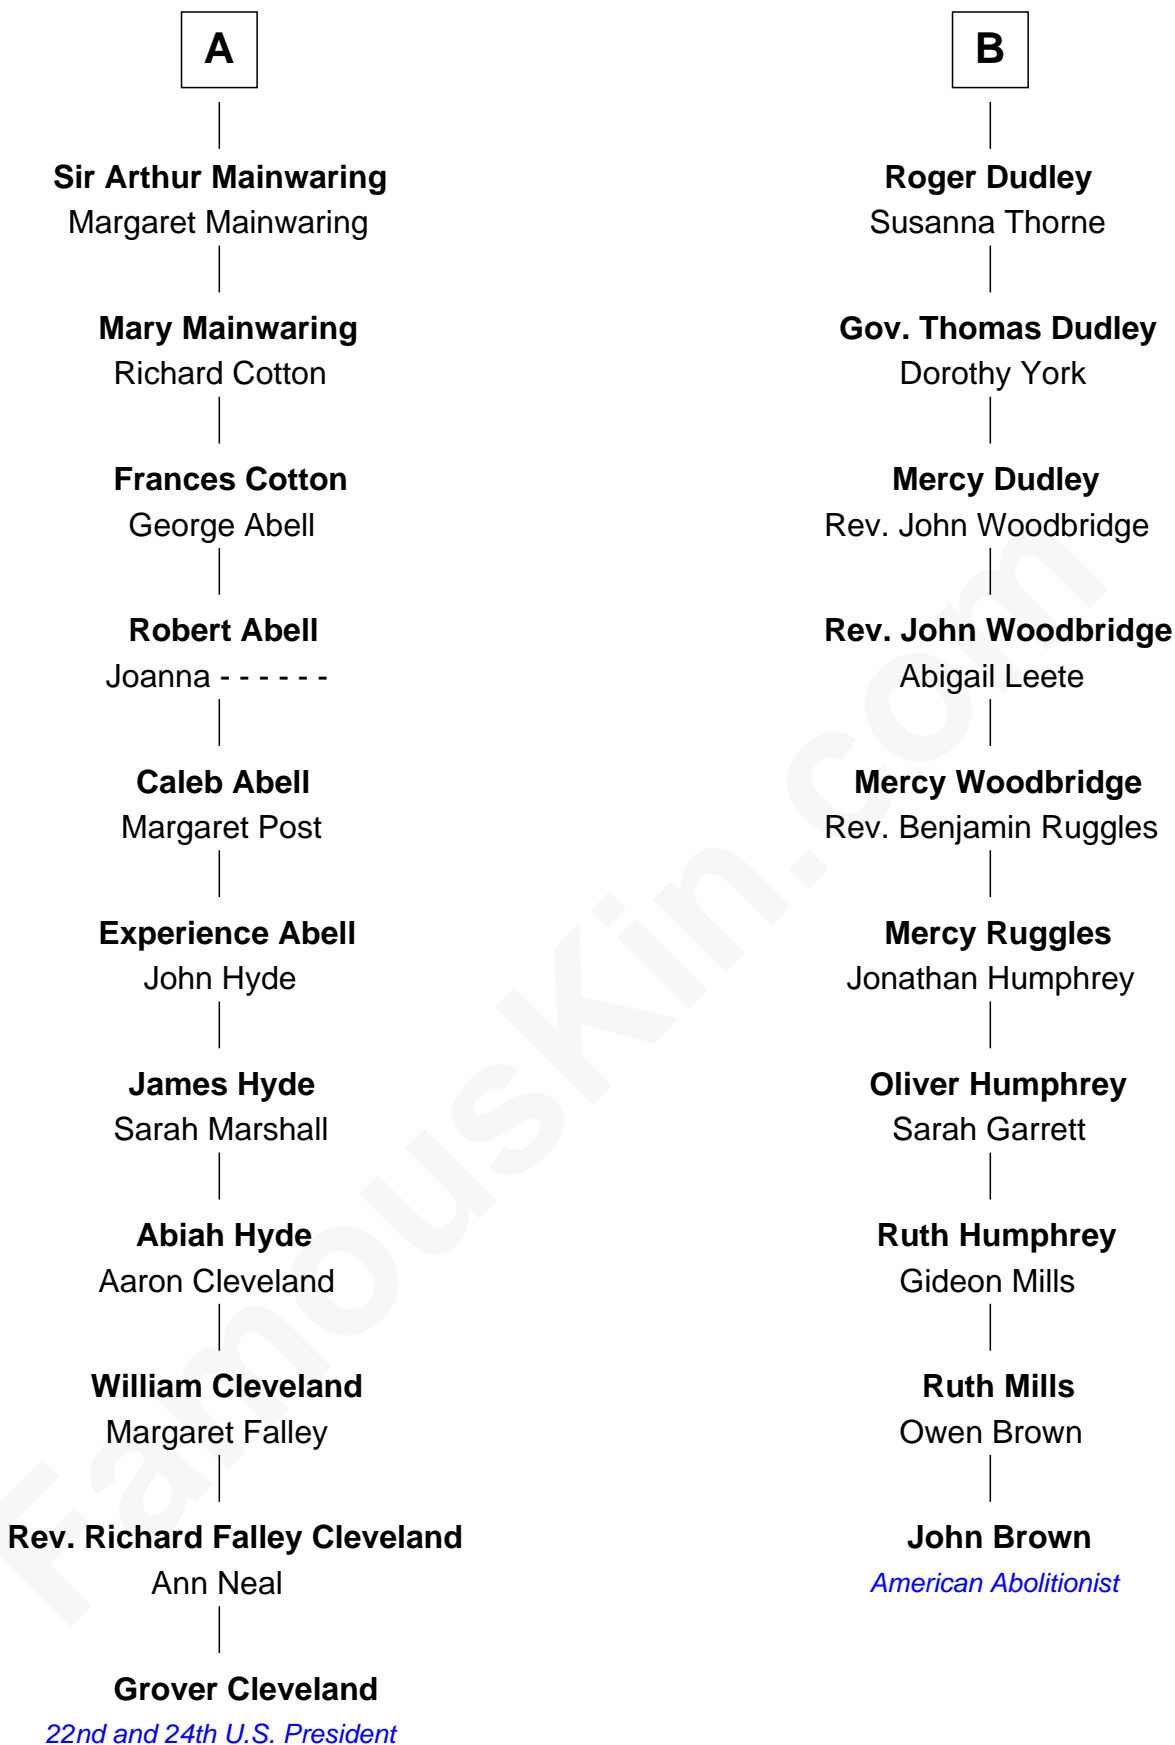 A
Sir Arthur Mainwaring
Margaret Mainwaring
Mary Mainwaring
Richard Cotton
Frances Cotton
George Abell
Robert Abell
Joanna - - - - - -
Caleb Abell
Margaret Post
Experience Abell
John Hyde
James Hyde
Sarah Marshall
Abiah Hyde
Aaron Cleveland
William Cleveland
Margaret Falley
Rev. Richard Falley Cleveland
Ann Neal
Grover Cleveland
22nd and 24th U.S. President
B
Roger Dudley
Susanna Thorne
Gov. Thomas Dudley
Dorothy York
Mercy Dudley
Rev. John Woodbridge
Rev. John Woodbridge
Abigail Leete
Mercy Woodbridge
Rev. Benjamin Ruggles
Mercy Ruggles
Jonathan Humphrey
Oliver Humphrey
Sarah Garrett
Ruth Humphrey
Gideon Mills
Ruth Mills
Owen Brown
John Brown
American Abolitionist
FamousKin.com